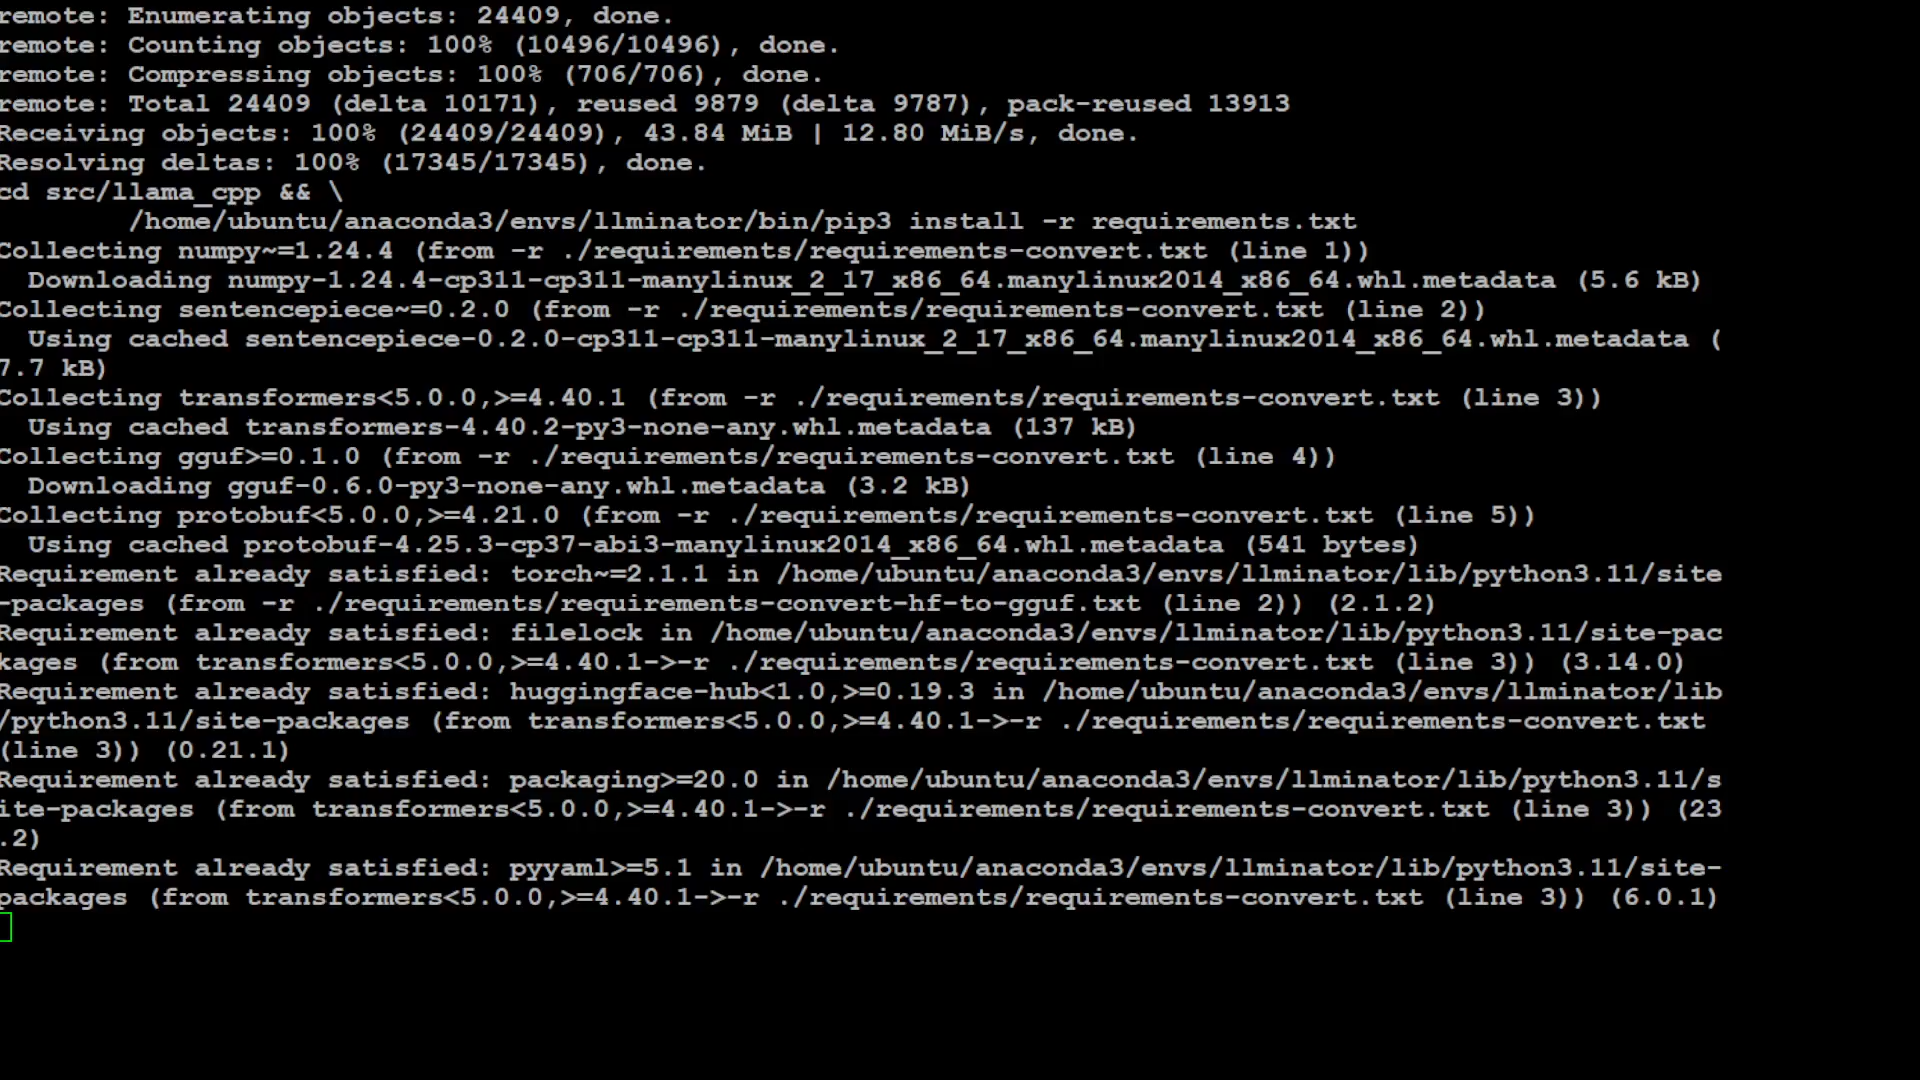 remote: Enumerating objects: 24409, done.
remote: Counting objects: 100% (10496/10496), done.
remote: Compressing objects: 100% (706/706), done.
remote: Total 24409 (delta 10171), reused 9879 (delta 9787), pack-reused 13913
Receiving objects: 100% (24409/24409), 43.84 MiB | 12.80 MiB/s, done.
Resolving deltas: 100% (17345/17345), done.
cd src/llama_cpp && \
        /home/ubuntu/anaconda3/envs/llminator/bin/pip3 install -r requirements.txt
Collecting numpy~=1.24.4 (from -r ./requirements/requirements-convert.txt (line 1))
  Downloading numpy-1.24.4-cp311-cp311-manylinux_2_17_x86_64.manylinux2014_x86_64.whl.metadata (5.6 kB)
Collecting sentencepiece~=0.2.0 (from -r ./requirements/requirements-convert.txt (line 2))
  Using cached sentencepiece-0.2.0-cp311-cp311-manylinux_2_17_x86_64.manylinux2014_x86_64.whl.metadata (
7.7 kB)
Collecting transformers<5.0.0,>=4.40.1 (from -r ./requirements/requirements-convert.txt (line 3))
  Using cached transformers-4.40.2-py3-none-any.whl.metadata (137 kB)
Collecting gguf>=0.1.0 (from -r ./requirements/requirements-convert.txt (line 4))
  Downloading gguf-0.6.0-py3-none-any.whl.metadata (3.2 kB)
Collecting protobuf<5.0.0,>=4.21.0 (from -r ./requirements/requirements-convert.txt (line 5))
  Using cached protobuf-4.25.3-cp37-abi3-manylinux2014_x86_64.whl.metadata (541 bytes)
Requirement already satisfied: torch~=2.1.1 in /home/ubuntu/anaconda3/envs/llminator/lib/python3.11/site
-packages (from -r ./requirements/requirements-convert-hf-to-gguf.txt (line 2)) (2.1.2)
Requirement already satisfied: filelock in /home/ubuntu/anaconda3/envs/llminator/lib/python3.11/site-pac
kages (from transformers<5.0.0,>=4.40.1->-r ./requirements/requirements-convert.txt (line 3)) (3.14.0)
Requirement already satisfied: huggingface-hub<1.0,>=0.19.3 in /home/ubuntu/anaconda3/envs/llminator/lib
/python3.11/site-packages (from transformers<5.0.0,>=4.40.1->-r ./requirements/requirements-convert.txt
(line 3)) (0.21.1)
Requirement already satisfied: packaging>=20.0 in /home/ubuntu/anaconda3/envs/llminator/lib/python3.11/s
ite-packages (from transformers<5.0.0,>=4.40.1->-r ./requirements/requirements-convert.txt (line 3)) (23
.2)
Requirement already satisfied: pyyaml>=5.1 in /home/ubuntu/anaconda3/envs/llminator/lib/python3.11/site-
packages (from transformers<5.0.0,>=4.40.1->-r ./requirements/requirements-convert.txt (line 3)) (6.0.1)